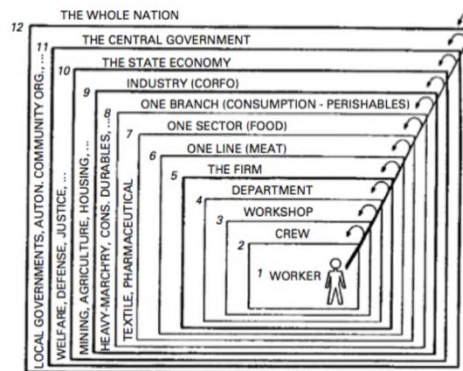 12 THE WHOLE NATION
11 THE CENTRAL GOVERNMENT
10 THE STATE ECONOMY
9 INDUSTRY (CORFO)
8 ONE BRANCH (CONSUMPTION - PERISHABLES)
7 ONE SECTOR (FOOD)
6 ONE LINE (MEAT)
5 THE FIRM
4 DEPARTMENT
3 WORKSHOP
2 CREW
1 WORKER
LOCAL GOVERNMENTS, AUTON. COMMUNITY ORG., ...
WELFARE, DEFENSE, JUSTICE, ...
MINING, AGRICULTURE, HOUSING, ...
HEAVY-MARCH'RY, CONS. DURABLES, ...
TEXTILE, PHARMACEUTICAL